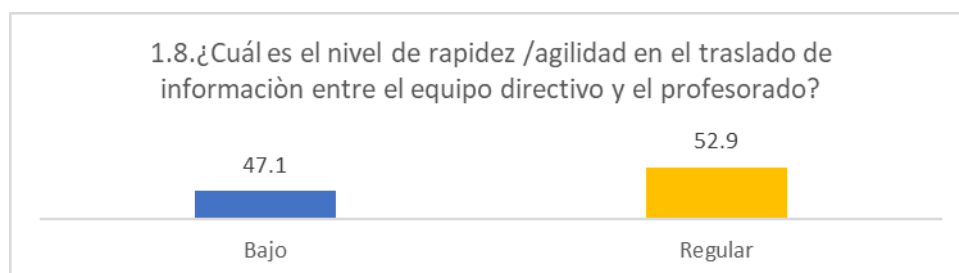 1.8.¿Cuál es el nivel de rapidez /agilidad en el traslado de
informaciòn entre el equipo directivo y el profesorado?
47.1
52.9
Bajo
Regular